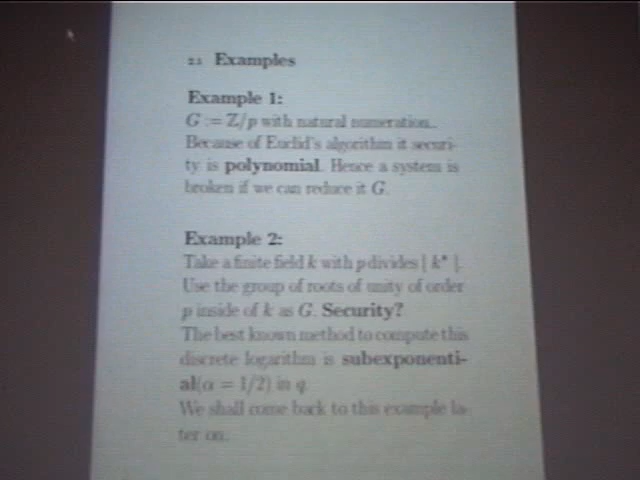 2.1 Examples
Example 1:
G := Z/p with natural numeration.
Because of Euclid's algorithm it securi-
ty is polynomial. Hence a system is
broken if we can reduce it G.
Example 2:
Take a finite field k with p divides | k* |.
Use the group of roots of unity of order
p inside of k as G. Security?
The best known method to compute this
discrete logarithm is subexponenti-
al(α = 1/2) in q.
We shall come back to this example la-
ter on.